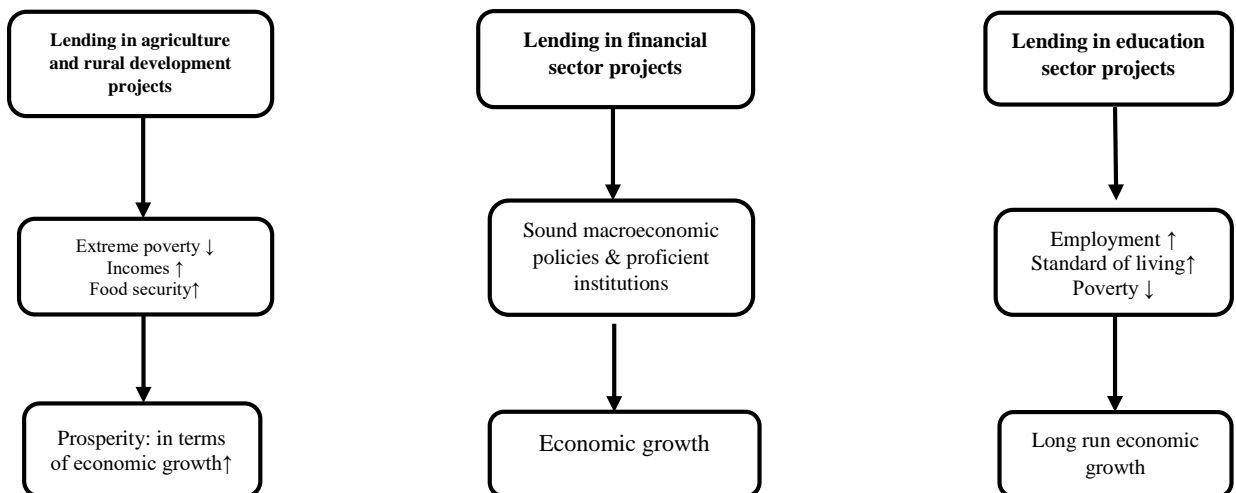 Lending in agriculture
and rural development
projects
Extreme poverty ↓
Incomes ↑
Food security↑
Prosperity: in terms
of economic growth↑
Lending in financial
sector projects
Sound macroeconomic
policies & proficient
institutions
Economic growth
Lending in education
sector projects
Employment ↑
Standard of living↑
Poverty ↓
Long run economic
growth